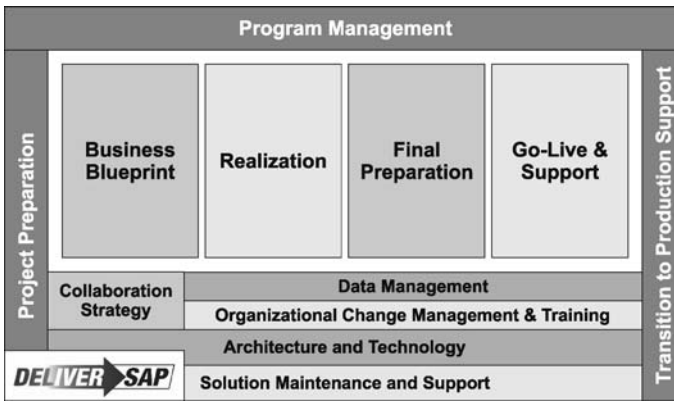 Program Management
Project Preparation
Business
Blueprint
Realization
Final
Preparation
Go-Live &
Support
Transition to Production Support
Collaboration
Strategy
Data Management
Organizational Change Management & Training
Architecture and Technology
DELIVER SAP
Solution Maintenance and Support